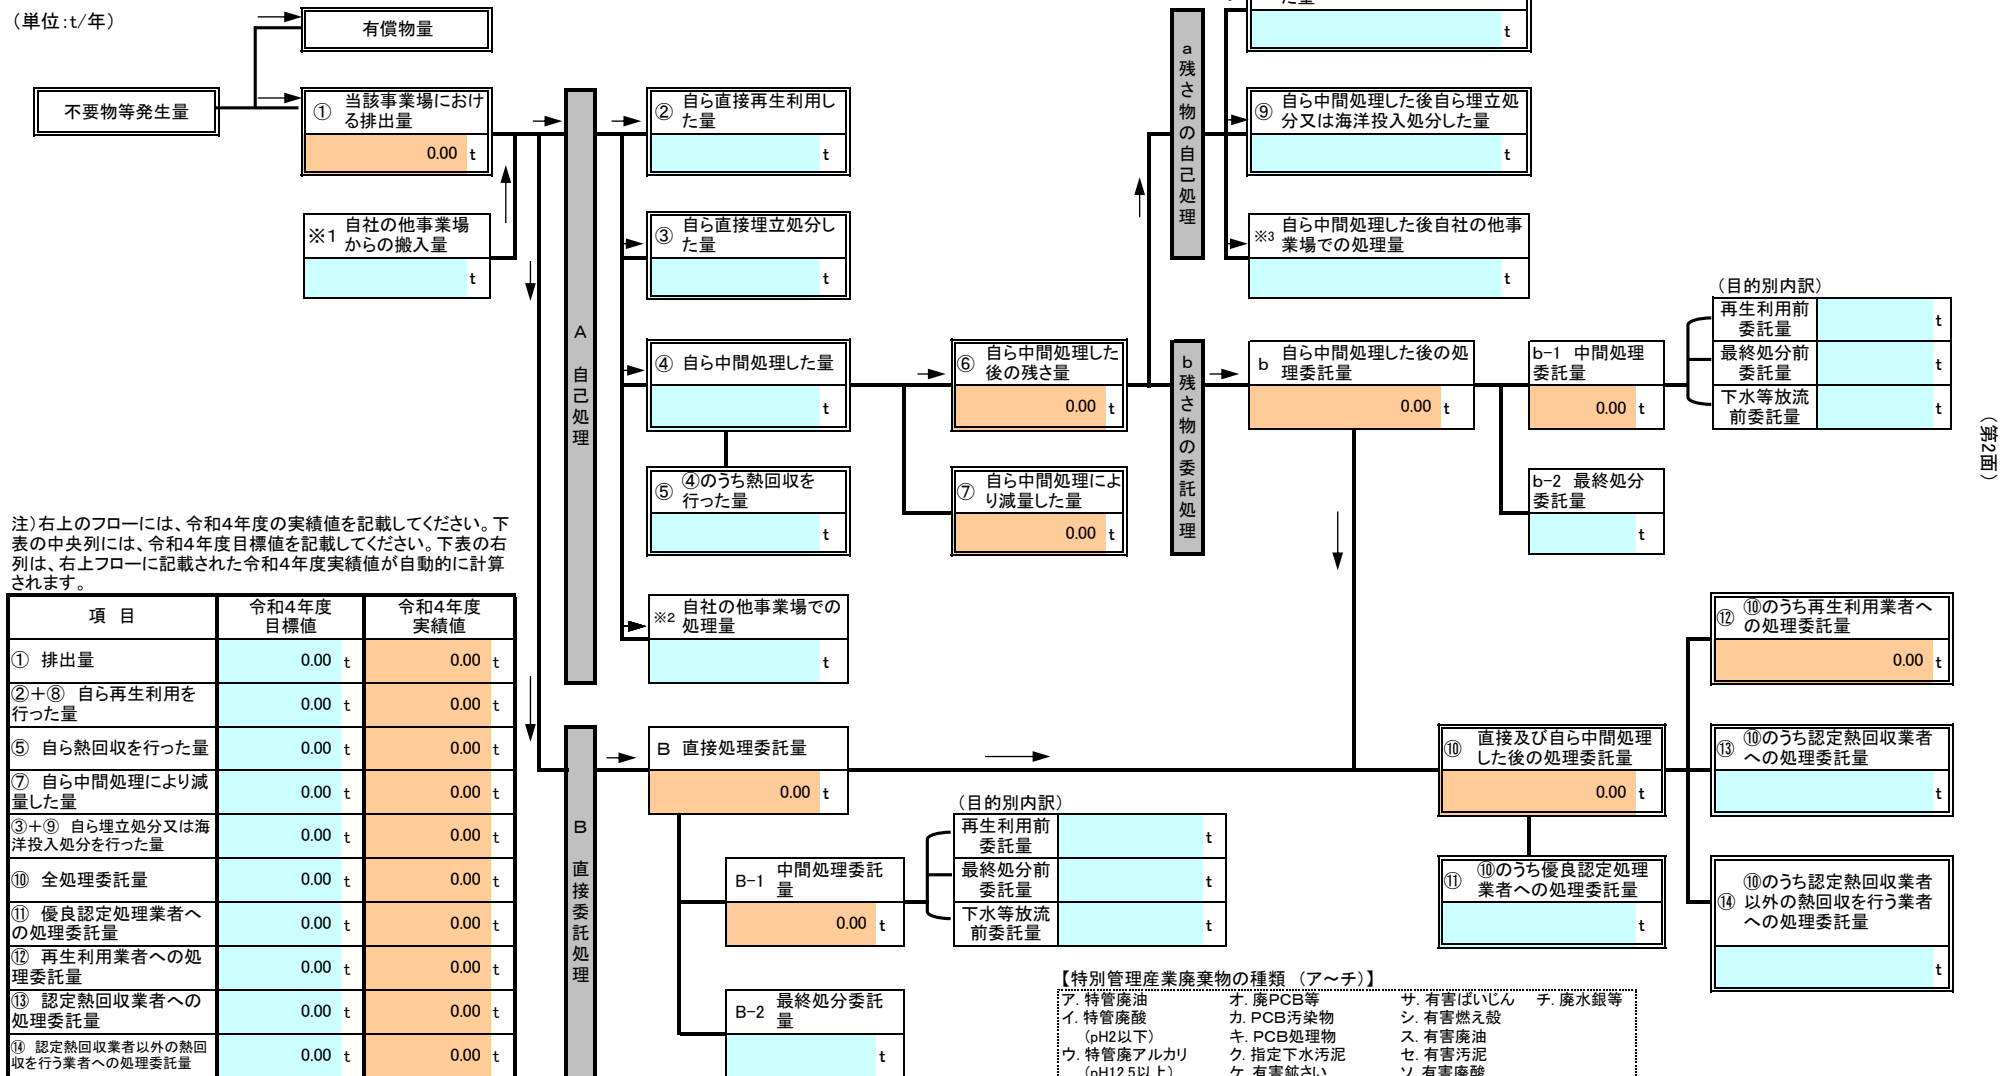 (単位:t/年)
有償物量
不要物等発生量
① 当該事業場におけ
る排出量
0.00 t
※1 自社の他事業場
からの搬入量
t
A 自己処理
② 自ら直接再生利用し
た量
t
③ 自ら直接埋立処分し
た量
t
④ 自ら中間処理した量
t
⑤ ④のうち熱回収を
行った量
t
※2 自社の他事業場での
処理量
t
⑥ 自ら中間処理した
後の残さ量
0.00 t
⑦ 自ら中間処理によ
り減量した量
0.00 t
a 残さ物の自己処理
t
⑨ 自ら中間処理した後自ら埋立処
分又は海洋投入処分した量
t
※3 自ら中間処理した後自社の他事
業場での処理量
t
b 残さ物の委託処理
b 自ら中間処理した後の処
理委託量
0.00 t
b-1 中間処理
委託量
0.00 t
b-2 最終処分
委託量
t
(目的別内訳)
再生利用前
委託量
t
最終処分前
委託量
t
下水等放流
前委託量
t
(第2面)
注)右上のフローには、令和4年度の実績値を記載してください。下
表の中央列には、令和4年度目標値を記載してください。下表の右
列は、右上フローに記載された令和4年度実績値が自動的に計算
されます。
項 目 令和4年度 目標値 令和4年度 実績値
① 排出量 0.00 t 0.00 t
②+⑧ 自ら再生利用を
行った量 0.00 t 0.00 t
⑤ 自ら熱回収を行った量 0.00 t 0.00 t
⑦ 自ら中間処理により減
量した量 0.00 t 0.00 t
③+⑨ 自ら埋立処分又は海
洋投入処分を行った量 0.00 t 0.00 t
⑩ 全処理委託量 0.00 t 0.00 t
⑪ 優良認定処理業者へ
の処理委託量 0.00 t 0.00 t
⑫ 再生利用業者への処
理委託量 0.00 t 0.00 t
⑬ 認定熱回収業者への
処理委託量 0.00 t 0.00 t
⑭ 認定熱回収業者以外の熱回
収を行う業者への処理委託量 0.00 t 0.00 t
B 直接委託処理
B 直接処理委託量
0.00 t
B-1 中間処理委託
量
0.00 t
B-2 最終処分委託
量
t
(目的別内訳)
再生利用前
委託量
t
最終処分前
委託量
t
下水等放流
前委託量
t
⑩ 直接及び自ら中間処理
した後の処理委託量
0.00 t
⑪ ⑩のうち優良認定処理
業者への処理委託量
t
⑫ ⑩のうち再生利用業者へ
の処理委託量
0.00 t
⑬ ⑩のうち認定熱回収業者
への処理委託量
t
⑭ ⑩のうち認定熱回収業者
以外の熱回収を行う業者
への処理委託量
t
【特別管理産業廃棄物の種類 (ア~チ)】
ア. 特管廃油 オ. 廃PCB等 サ. 有害ばいじん チ. 廃水銀等
イ. 特管廃酸 カ. PCB汚染物 シ. 有害燃え殻
(pH2以下) キ. PCB処理物 ス. 有害廃油
ウ. 特管廃アルカリ ク. 指定下水汚泥 セ. 有害汚泥
(pH12.5以上) ケ. 有害鉱さい ソ. 有害廃酸